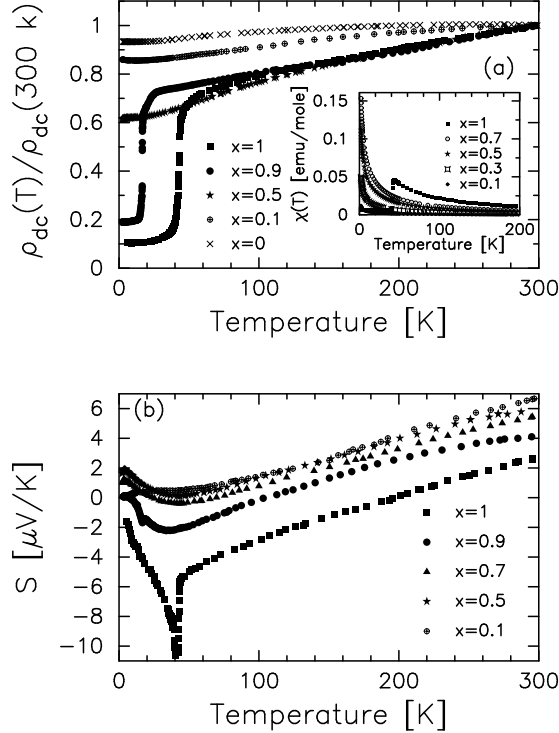 ρdc(T)/ρdc(300 k)
1
0.8
0.6
0.4
0.2
0
(a)
x=1
x=0.9
x=0.5
x=0.1
x=0
χ(T) [emu/mole]
0.15
0.1
0.05
0
x=1
x=0.7
x=0.5
x=0.3
x=0.1
0 100 200
Temperature [K]
0 100 200 300
Temperature [K]
(b)
S [μV/K]
6
4
2
0
−2
−4
−6
−8
−10
x=1
x=0.9
x=0.7
x=0.5
x=0.1
0 100 200 300
Temperature [K]